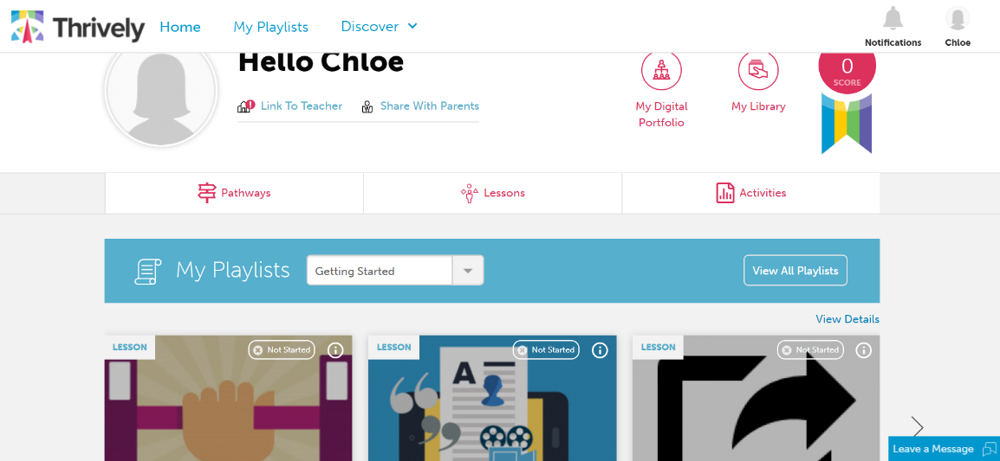 Thrively
Home
My Playlists
Discover
Notifications
Chloe
Hello Chloe
Link To Teacher
Share With Parents
My Digital
Portfolio
My Library
0
SCORE
Pathways
Lessons
Activities
My Playlists
Getting Started
View All Playlists
View Details
LESSON
Not Started
LESSON
Not Started
A
LESSON
Not Started
Leave a Message